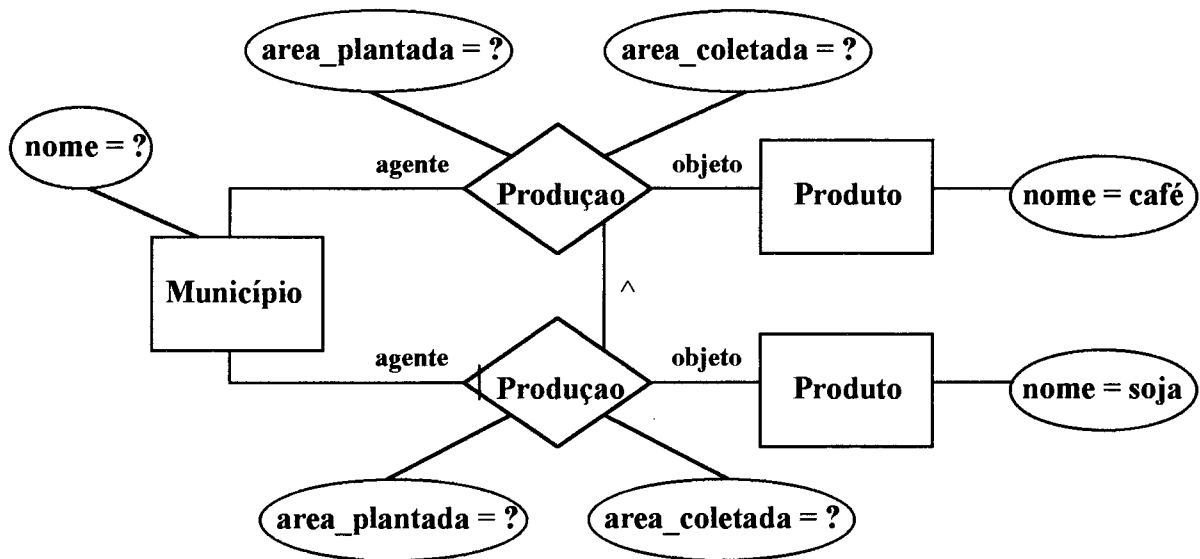 area_plantada = ?
area_coletada = ?
nome = ?
agente
objeto
Produçao
Produto
nome = café
Município
^
agente
objeto
Produçao
Produto
nome = soja
area_plantada = ?
area_coletada = ?